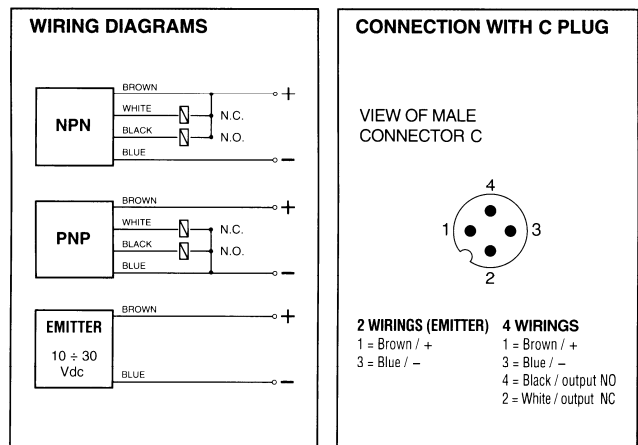 WIRING DIAGRAMS
BROWN
+
WHITE
N.C.
NPN
BLACK
N.O.
BLUE
−
BROWN
+
WHITE
N.C.
PNP
BLACK
N.O.
BLUE
−
BROWN
+
EMITTER
10 ÷ 30
Vdc
BLUE
−
CONNECTION WITH C PLUG
VIEW OF MALE
CONNECTOR C
4
1
3
2
2 WIRINGS (EMITTER)
1 = Brown / +
3 = Blue / −
4 WIRINGS
1 = Brown / +
3 = Blue / −
4 = Black / output NO
2 = White / output NC